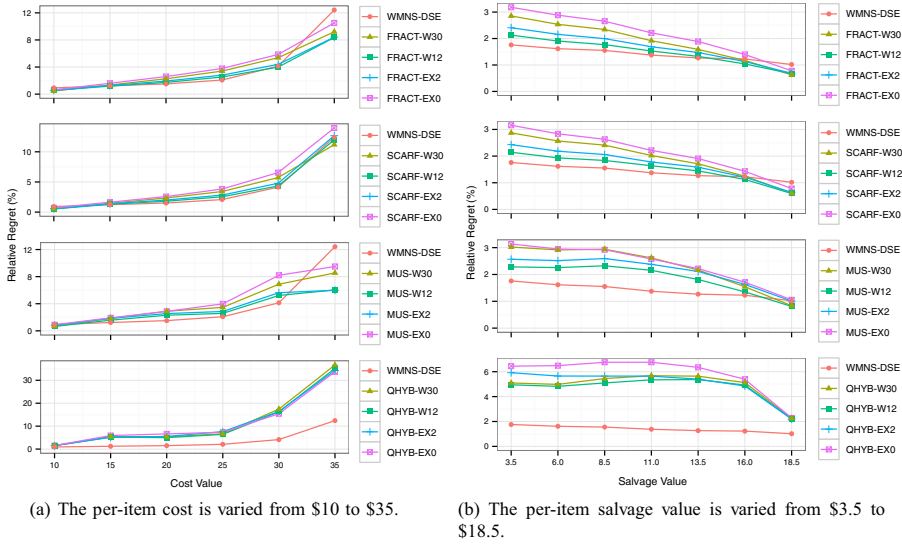 Relative Regret (%)
12
8
4
0
WMNS-DSE
FRACT-W30
FRACT-W12
FRACT-EX2
FRACT-EX0
10
5
0
WMNS-DSE
SCARF-W30
SCARF-W12
SCARF-EX2
SCARF-EX0
12
8
4
0
WMNS-DSE
MUS-W30
MUS-W12
MUS-EX2
MUS-EX0
30
20
10
0
WMNS-DSE
QHYB-W30
QHYB-W12
QHYB-EX2
QHYB-EX0
10 15 20 25 30 35
Cost Value
(a) The per-item cost is varied from $10 to $35.
Relative Regret (%)
3
2
1
0
WMNS-DSE
FRACT-W30
FRACT-W12
FRACT-EX2
FRACT-EX0
3
2
1
0
WMNS-DSE
SCARF-W30
SCARF-W12
SCARF-EX2
SCARF-EX0
3
2
1
0
WMNS-DSE
MUS-W30
MUS-W12
MUS-EX2
MUS-EX0
6
4
2
0
WMNS-DSE
QHYB-W30
QHYB-W12
QHYB-EX2
QHYB-EX0
3.5 6.0 8.5 11.0 13.5 16.0 18.5
Salvage Value
(b) The per-item salvage value is varied from $3.5 to
$18.5.